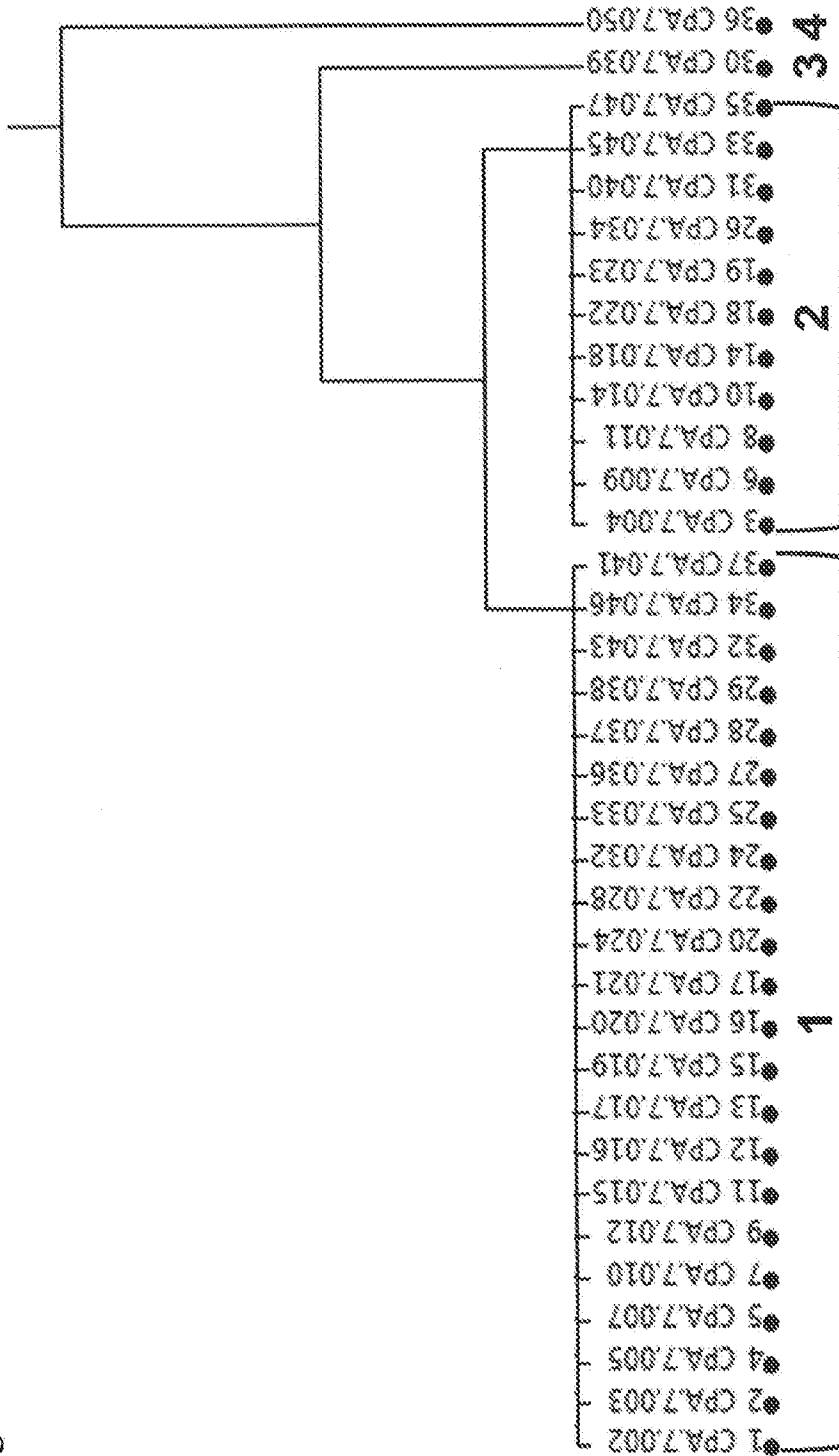 36 CPA.7.050
30 CPA.7.039
35 CPA.7.047
33 CPA.7.045
31 CPA.7.040
26 CPA.7.034
19 CPA.7.023
18 CPA.7.022
14 CPA.7.018
10 CPA.7.014
8 CPA.7.011
6 CPA.7.009
3 CPA.7.004
37 CPA.7.041
34 CPA.7.046
32 CPA.7.043
29 CPA.7.038
28 CPA.7.037
27 CPA.7.036
25 CPA.7.033
24 CPA.7.032
22 CPA.7.028
20 CPA.7.024
17 CPA.7.021
16 CPA.7.020
15 CPA.7.019
13 CPA.7.017
12 CPA.7.016
11 CPA.7.015
9 CPA.7.012
7 CPA.7.010
5 CPA.7.007
4 CPA.7.005
2 CPA.7.003
1 CPA.7.002
1
2
3
4